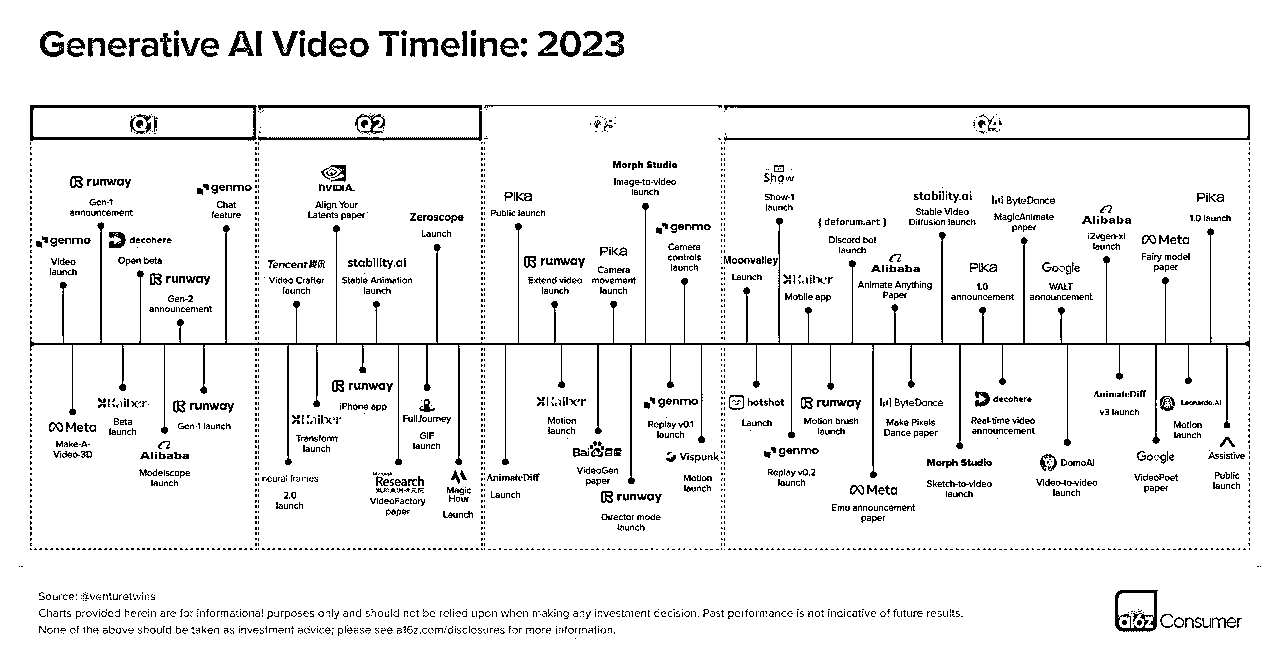 Generative AI Video Timeline: 2023
Q1
Q2
Q3
Q4
runway
Gen-1
announcement
genmo
Chat
feature
genmo
Video
launch
decohere
Open beta
runway
Gen-2
announcement
Meta
Make-A-
Video-3D
Kaiber
Beta
launch
Alibaba
Modelscope
launch
runway
Gen-1 launch
NVIDIA
Align Your
Latents paper
Zeroscope
Launch
Tencent
Video Crafter
launch
stability.ai
Stable Animation
launch
neural frames
2.0
launch
Kaiber
Transform
launch
runway
iPhone app
Microsoft
Research
VideoFactory
paper
FullJourney
GIF
launch
Magic
Hour
Launch
Pika
Public launch
runway
Extend video
launch
Pika
Camera
movement
launch
Morph Studio
Image-to-video
launch
genmo
Camera
controls
launch
AnimateDiff
Launch
Kaiber
Motion
launch
Baidu
VideoGen
paper
runway
Director mode
launch
genmo
Replay v0.1
launch
Vispunk
Motion
launch
Moonvalley
Launch
Show
Show-1
launch
Kaiber
Mobile app
{deforum.art}
Discord bot
launch
Alibaba
Animate Anything
Paper
stability.ai
Stable Video
Diffusion launch
Pika
1.0
announcement
ByteDance
MagicAnimate
paper
Google
WALT
announcement
Alibaba
i2vgen-xl
launch
Meta
Fairy model
paper
Pika
1.0 launch
hotshot
Launch
genmo
Replay v0.2
launch
runway
Motion brush
launch
Meta
Emu announcement
paper
ByteDance
Make Pixels
Dance paper
Morph Studio
Sketch-to-video
launch
decohere
Real-time video
announcement
DomoAI
Video-to-video
launch
AnimateDiff
v3 launch
Google
VideoPoet
paper
Leonardo.Ai
Motion
launch
Assistive
Public
launch
Source: @venturetwins
Charts provided herein are for informational purposes only and should not be relied upon when making any investment decision. Past performance is not indicative of future results.
None of the above should be taken as investment advice; please see a16z.com/disclosures for more information.
a16z Consumer